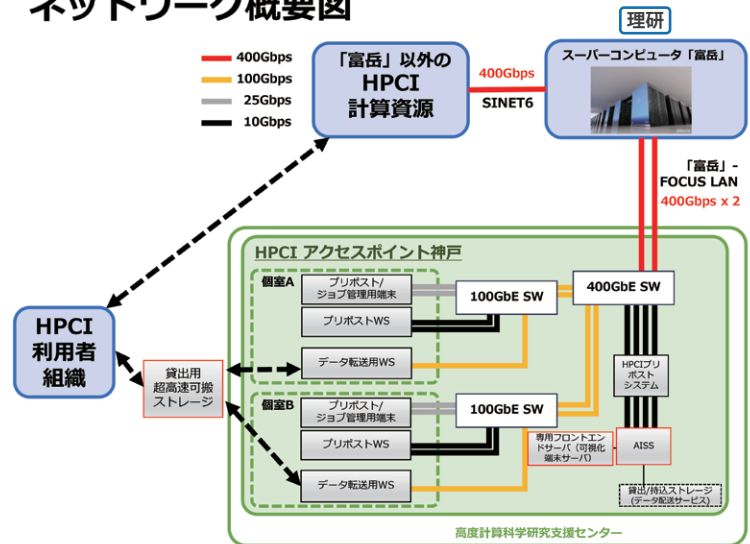 ネットワーク概要図
理研
400Gbps
100Gbps
25Gbps
10Gbps
「富岳」以外の
HPCI
計算資源
400Gbps
SINET6
スーパーコンピュータ「富岳」
「富岳」-
FOCUS LAN
400Gbps x 2
HPCI アクセスポイント神戸
個室A
プリポスト/
ジョブ管理用端末
プリポストWS
データ転送用WS
100GbE SW
400GbE SW
HPCI
利用者
組織
貸出用
超高速可搬
ストレージ
個室B
プリポスト/
ジョブ管理用端末
プリポストWS
データ転送用WS
100GbE SW
HPCIプリ
ポスト
システム
専用フロントエン
ドサーバ（可視化
端末サーバ）
AISS
貸出/持込ストレージ
(データ配送サービス)
高度計算科学研究支援センター